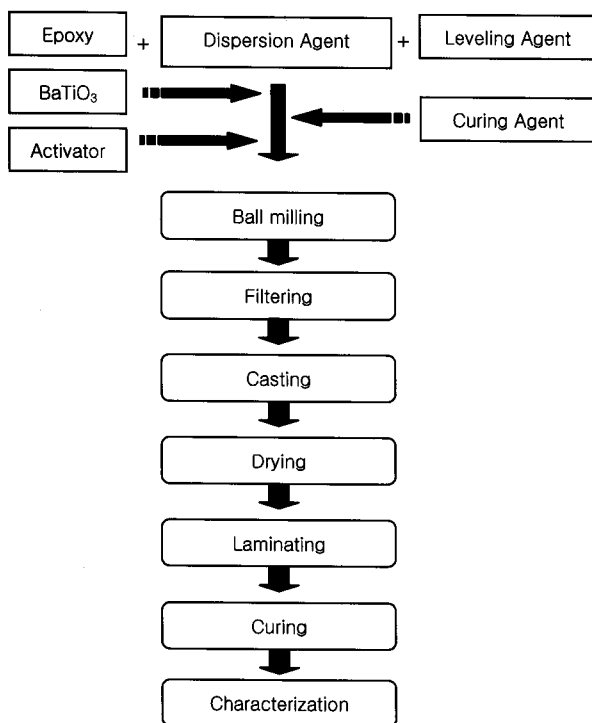 Epoxy + Dispersion Agent + Leveling Agent
BaTiO₃
Curing Agent
Activator
Ball milling
Filtering
Casting
Drying
Laminating
Curing
Characterization